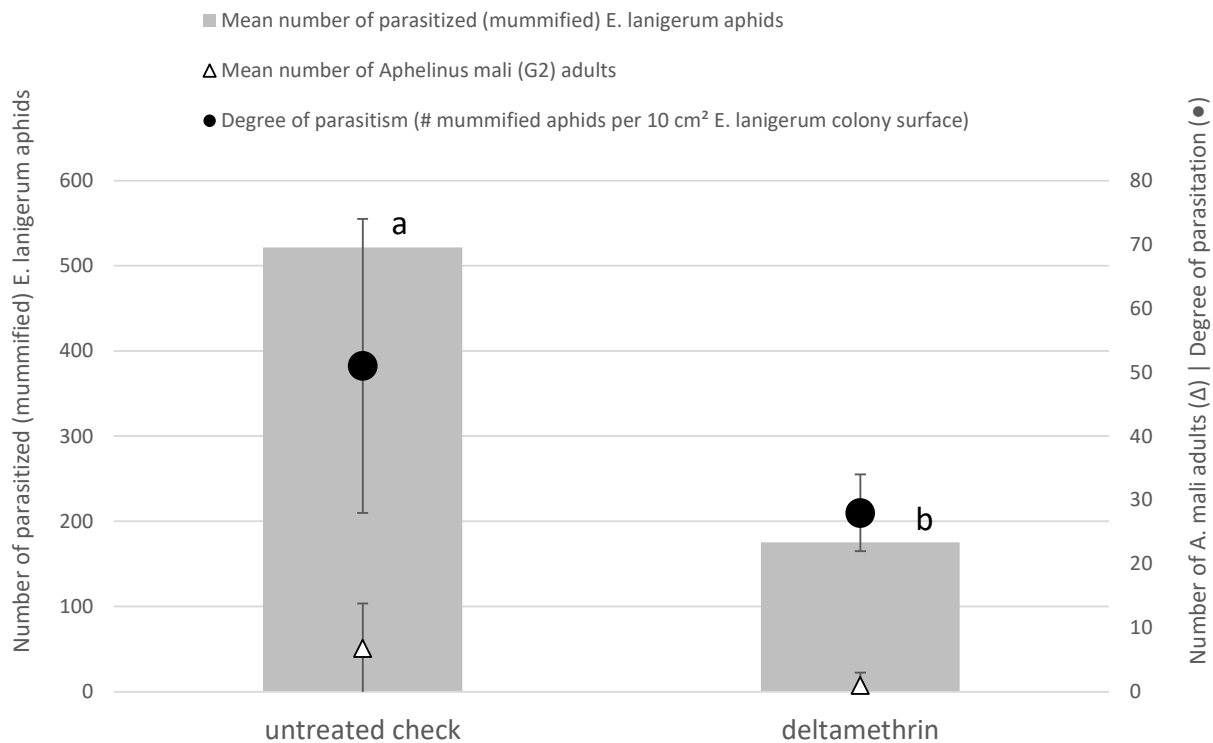 Mean number of parasitized (mummified) E. lanigerum aphids
Mean number of Aphelinus mali (G2) adults
Degree of parasitism (# mummified aphids per 10 cm² E. lanigerum colony surface)
Number of parasitized (mummified) E. lanigerum aphids
600
500
400
300
200
100
0
a
b
80
70
60
50
40
30
20
10
0
Number of A. mali adults (Δ) | Degree of parasitation (●)
untreated check
deltamethrin